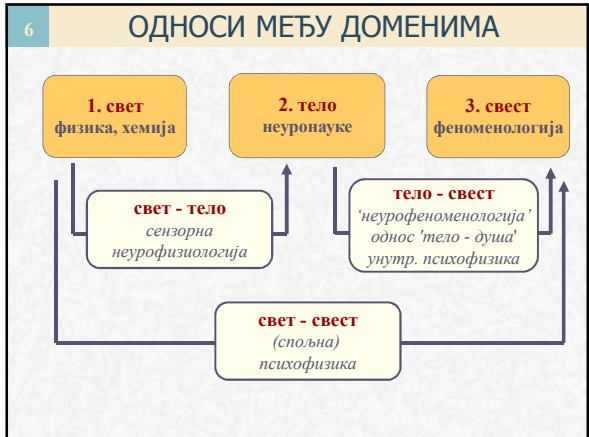 6
ОДНОСИ МЕЂУ ДОМЕНИМА
1. свет
физика, хемија
2. тело
неуронауке
3. свест
феноменологија
свет - тело
сензорна
неурофизиологија
тело - свест
‘неурофеноменологија’
однос 'тело - душа'
унутр. психофизика
свет - свест
(спољна)
психофизика